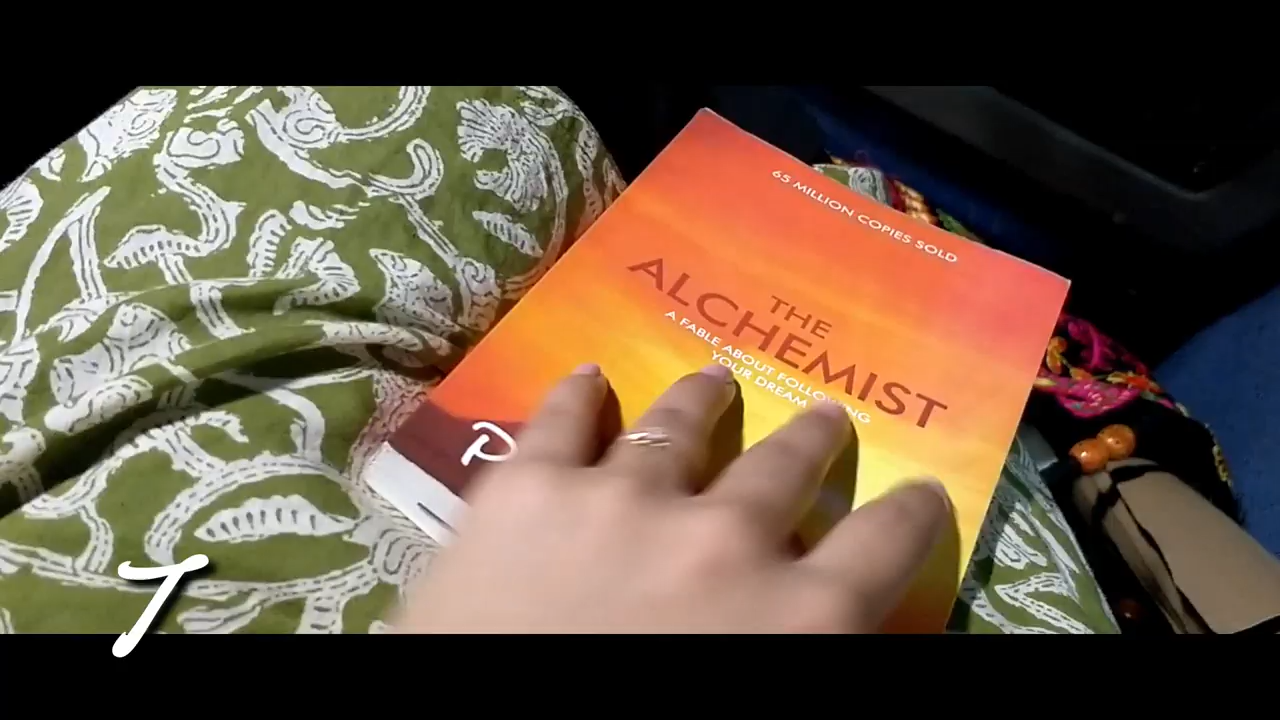 65 MILLION COPIES SOLD
THE
ALCHEMIST
A FABLE ABOUT FOLLOWING
YOUR DREAM
P
T